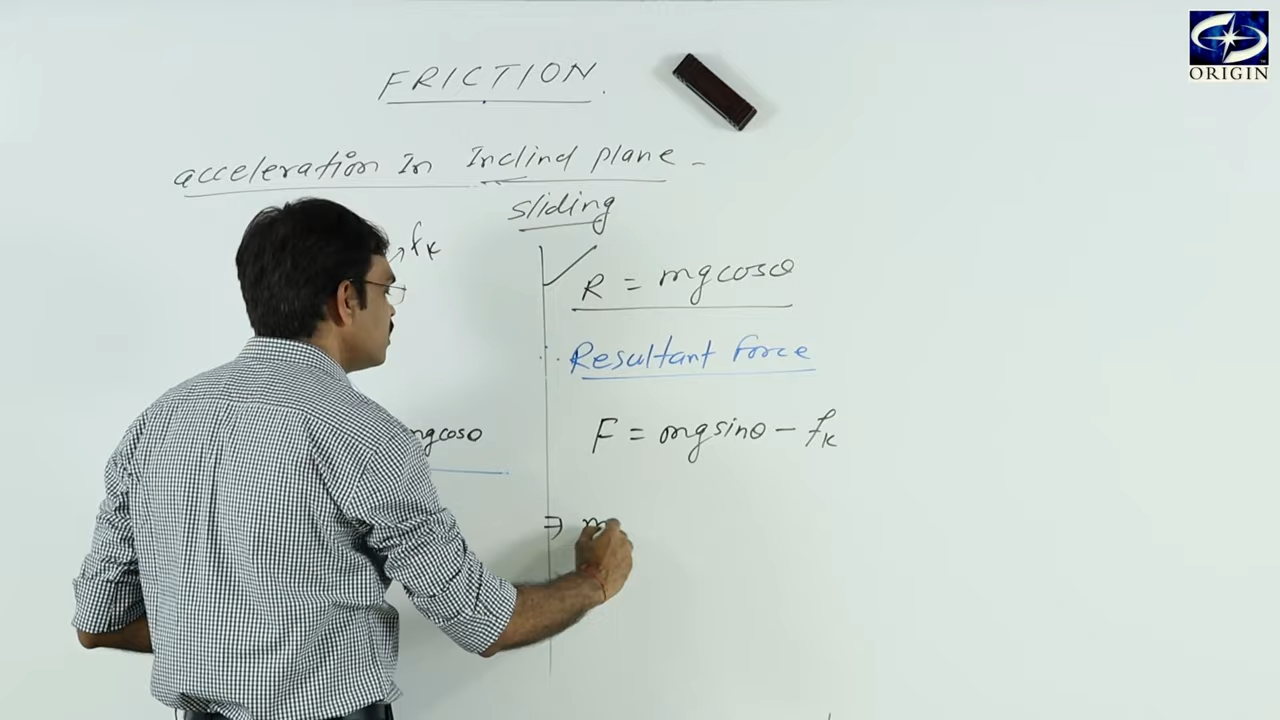 ORIGIN
FRICTION.
acceleration In Inclind plane -
sliding
fK
R = mgcosθ
Resultant force
F = mgsinθ - fK
mgcosθ
⇒ m